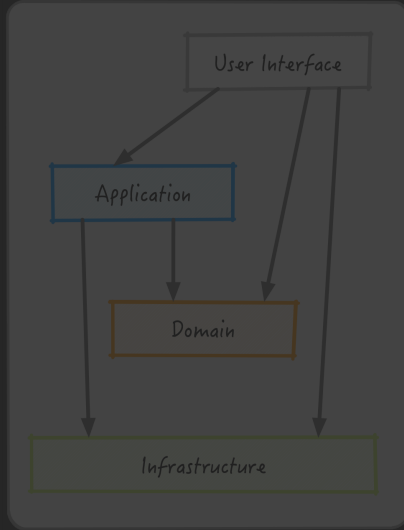 User Interface
Application
Domain
Infrastructure